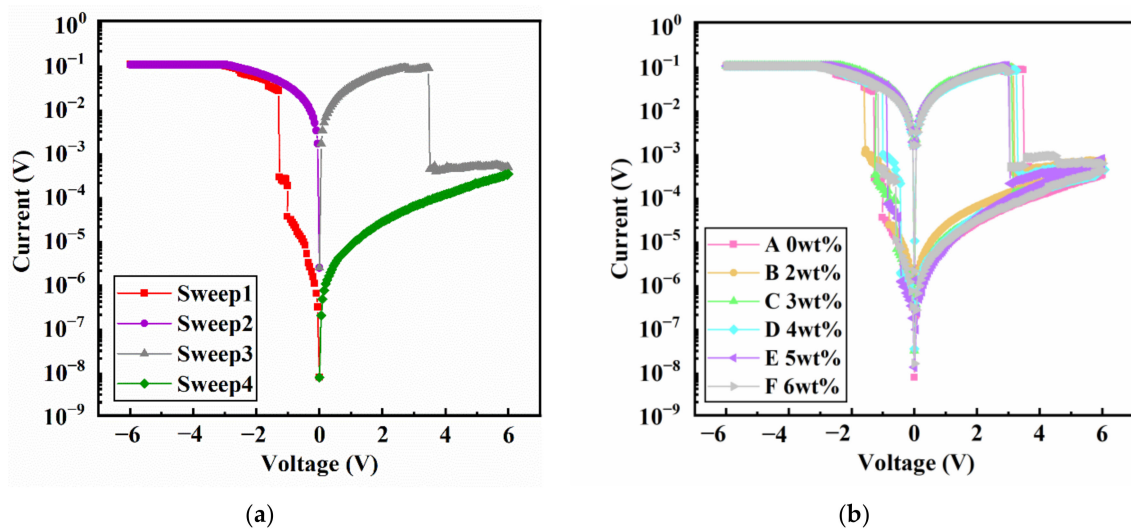 10⁰
10⁻¹
10⁻²
10⁻³
10⁻⁴
10⁻⁵
10⁻⁶
10⁻⁷
10⁻⁸
10⁻⁹
Current (V)
Sweep1
Sweep2
Sweep3
Sweep4
−6 −4 −2 0 2 4 6
Voltage (V)
(a)
10⁰
10⁻¹
10⁻²
10⁻³
10⁻⁴
10⁻⁵
10⁻⁶
10⁻⁷
10⁻⁸
10⁻⁹
Current (V)
A 0wt%
B 2wt%
C 3wt%
D 4wt%
E 5wt%
F 6wt%
−6 −4 −2 0 2 4 6
Voltage (V)
(b)